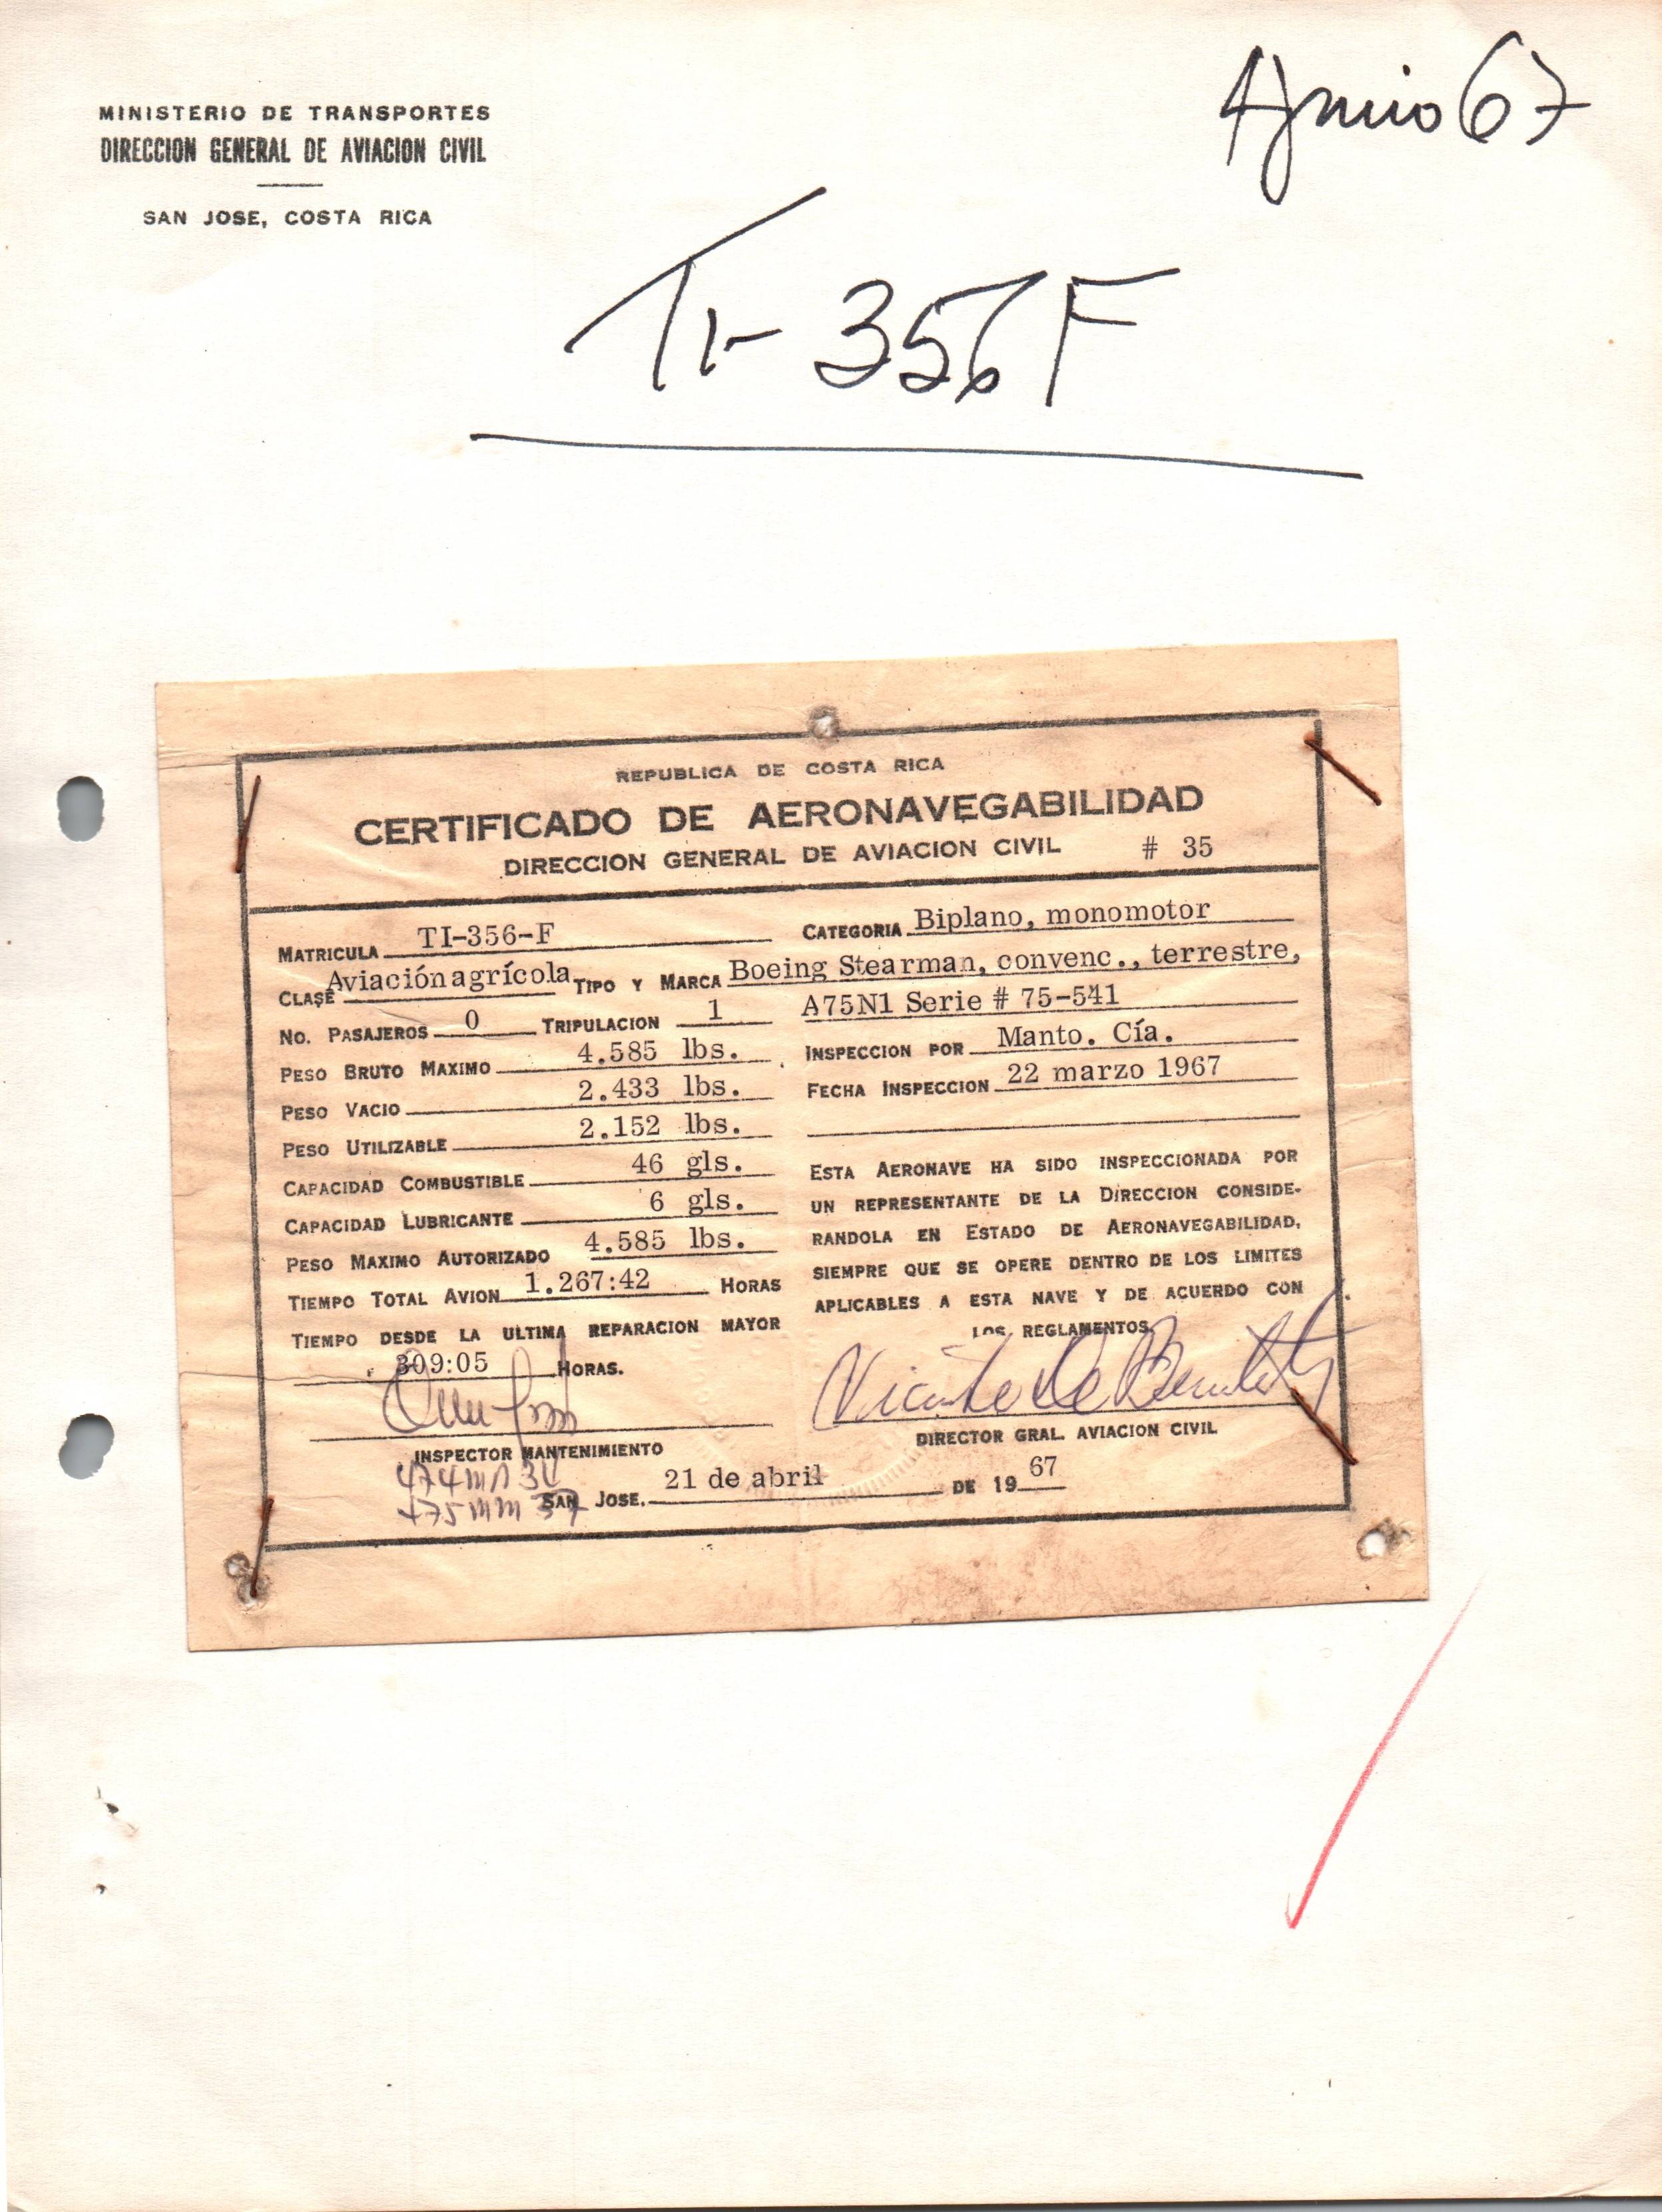 MINISTERIO DE TRANSPORTES
DIRECCION GENERAL DE AVIACION CIVIL
SAN JOSE, COSTA RICA
4 Junio 67
TI-356F
REPUBLICA DE COSTA RICA
CERTIFICADO DE AERONAVEGABILIDAD
DIRECCION GENERAL DE AVIACION CIVIL # 35
MATRICULA TI-356-F
CLASE Aviación agrícola
No. PASAJEROS 0 TRIPULACION 1
PESO BRUTO MAXIMO 4.585 lbs.
PESO VACIO 2.433 lbs.
PESO UTILIZABLE 2.152 lbs.
CAPACIDAD COMBUSTIBLE 46 gls.
CAPACIDAD LUBRICANTE 6 gls.
PESO MAXIMO AUTORIZADO 4.585 lbs.
TIEMPO TOTAL AVION 1.267:42 HORAS
TIEMPO DESDE LA ULTIMA REPARACION MAYOR
309:05 HORAS.
CATEGORIA Biplano, monomotor
TIPO Y MARCA Boeing Stearman, convenc., terrestre,
A75N1 Serie # 75-541
INSPECCION POR Manto. Cía.
FECHA INSPECCION 22 marzo 1967
ESTA AERONAVE HA SIDO INSPECCIONADA POR
UN REPRESENTANTE DE LA DIRECCION CONSIDE-
RANDOLA EN ESTADO DE AERONAVEGABILIDAD,
SIEMPRE QUE SE OPERE DENTRO DE LOS LIMITES
APLICABLES A ESTA NAVE Y DE ACUERDO CON
LOS REGLAMENTOS
INSPECTOR MANTENIMIENTO
DIRECTOR GRAL. AVIACION CIVIL
SAN JOSE, 21 de abril DE 1967